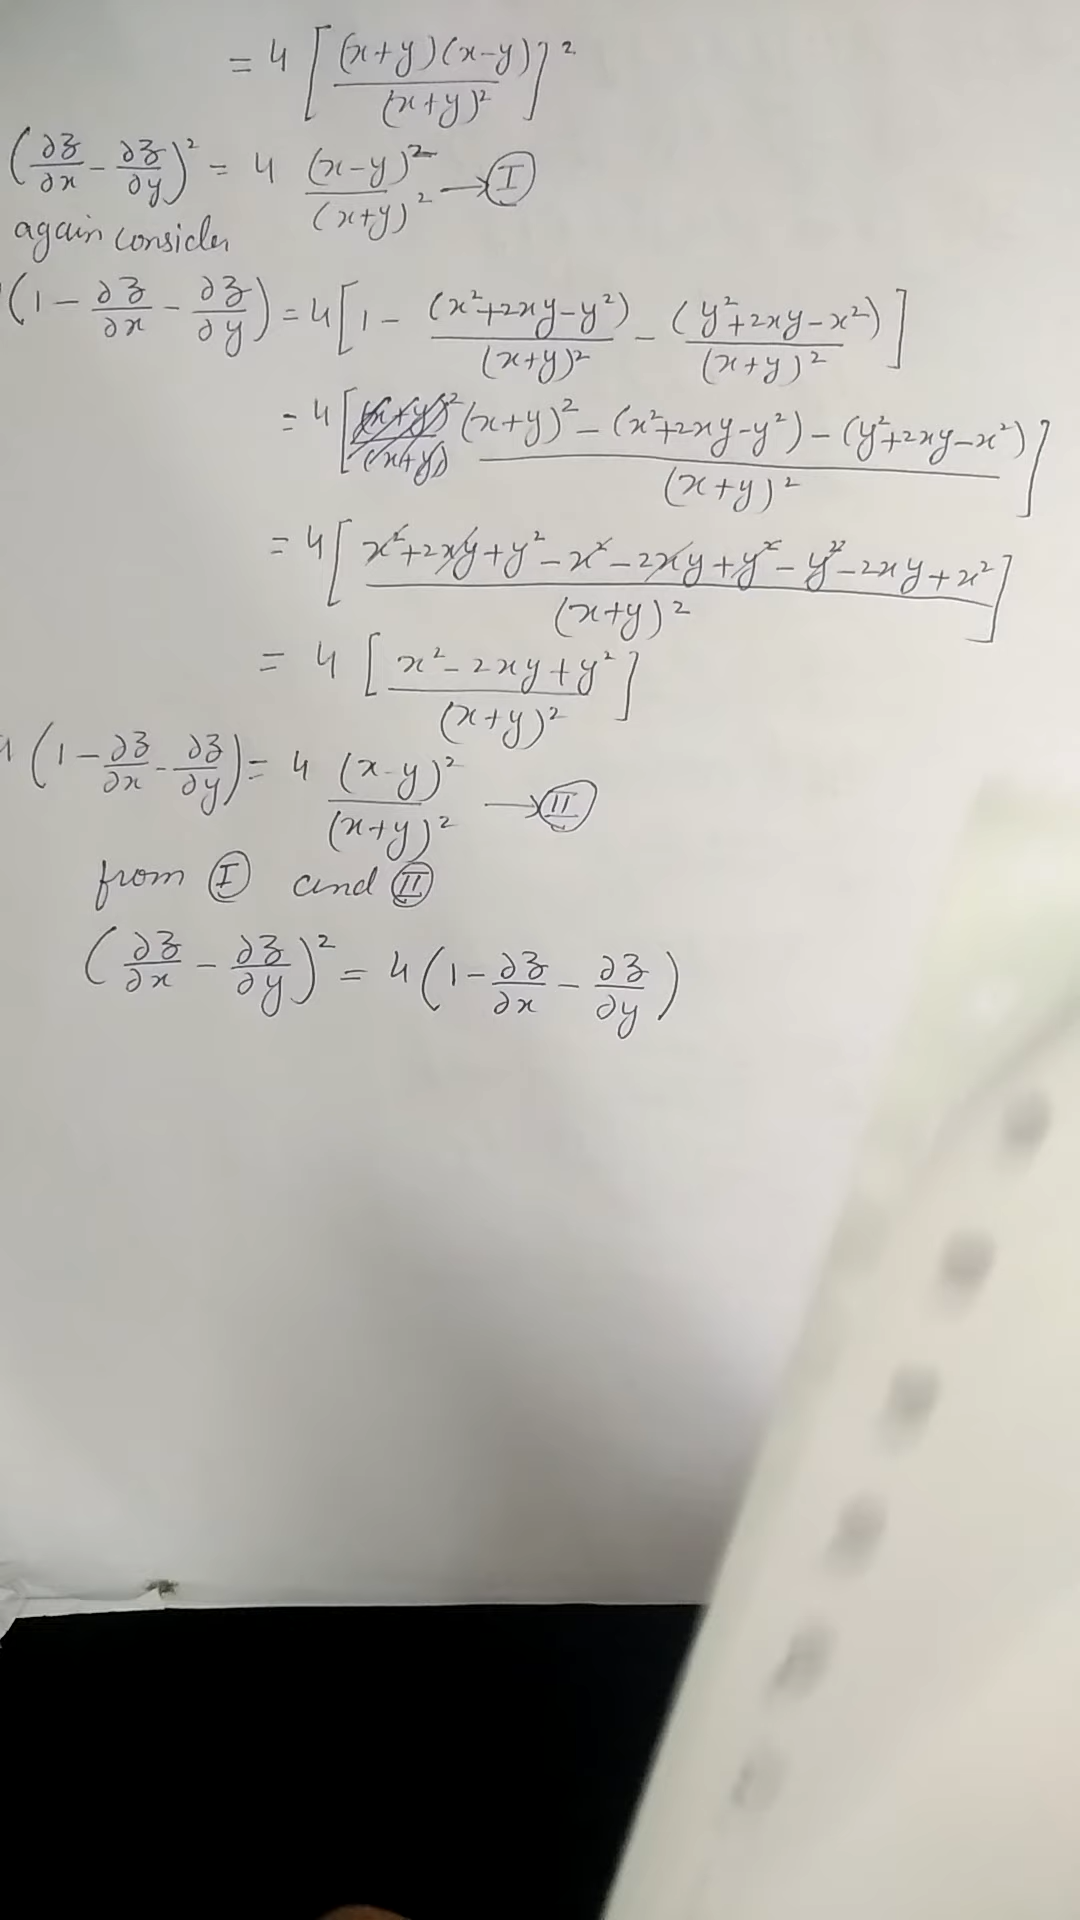 = 4 [ (x+y)(x-y) / (x+y)² ]²
(∂z/∂x - ∂z/∂y)² = 4 (x-y)² / (x+y)² → Ⓘ
again consider
(1 - ∂z/∂x - ∂z/∂y) = 4 [ 1 - (x²+2xy-y²) / (x+y)² - (y²+2xy-x²) / (x+y)² ]
= 4 [ (x+y)² - (x²+2xy-y²) - (y²+2xy-x²) / (x+y)² ]
= 4 [ x²+2xy+y²-x²-2xy+y²-y²-2xy+x² / (x+y)² ]
= 4 [ x²-2xy+y² / (x+y)² ]
4 (1 - ∂z/∂x - ∂z/∂y) = 4 (x-y)² / (x+y)² → Ⓘ︎Ⓘ
from Ⓘ and ⒾⒾ
(∂z/∂x - ∂z/∂y)² = 4 (1 - ∂z/∂x - ∂z/∂y)